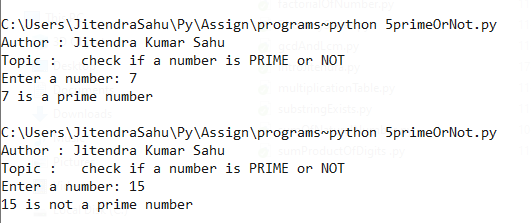 C:\Users\JitendraSahu\Py\Assign\programs~python 5primeOrNot.py
Author : Jitendra Kumar Sahu
Topic :   check if a number is PRIME or NOT
Enter a number: 7
7 is a prime number

C:\Users\JitendraSahu\Py\Assign\programs~python 5primeOrNot.py
Author : Jitendra Kumar Sahu
Topic :   check if a number is PRIME or NOT
Enter a number: 15
15 is not a prime number